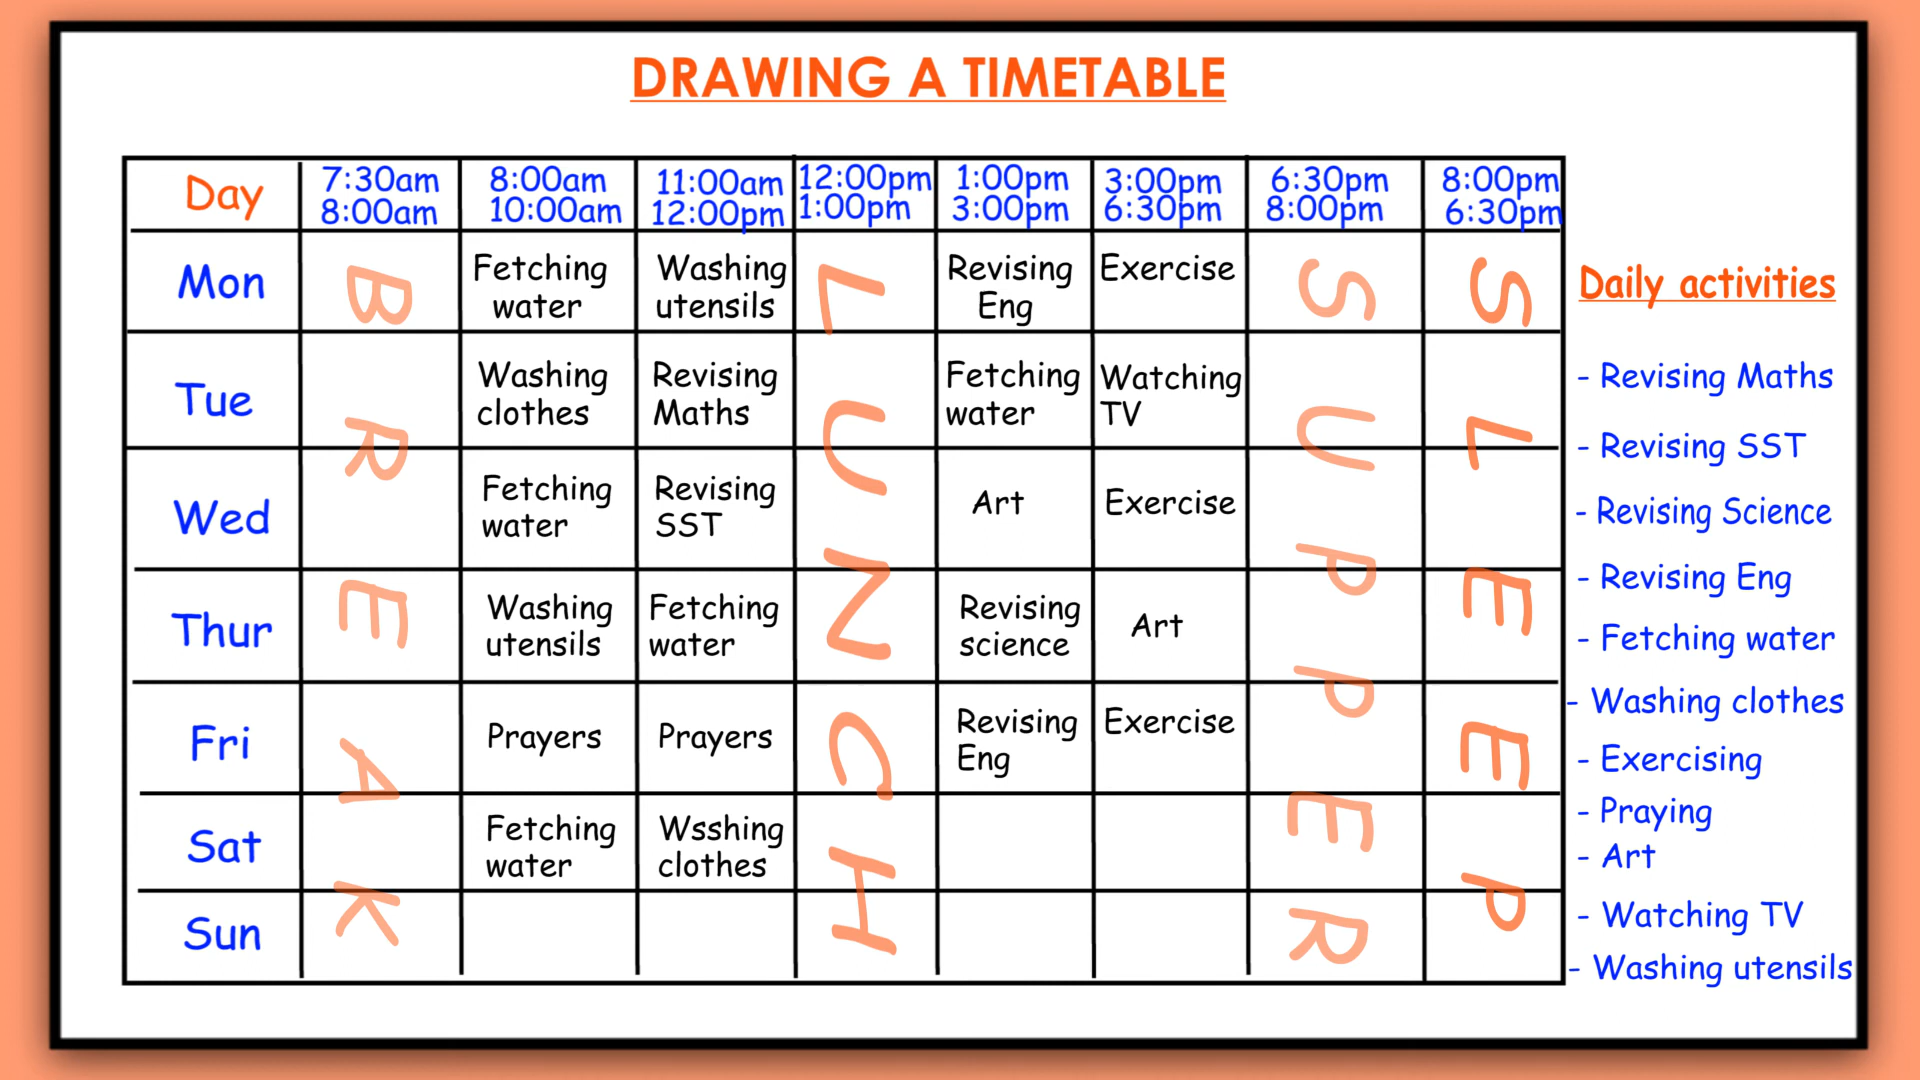 DRAWING A TIMETABLE
Day
7:30am
8:00am
8:00am
10:00am
11:00am
12:00pm
12:00pm
1:00pm
1:00pm
3:00pm
3:00pm
6:30pm
6:30pm
8:00pm
8:00pm
6:30pm
Mon
Fetching
water
Washing
utensils
Revising
Eng
Exercise
Tue
Washing
clothes
Revising
Maths
Fetching
water
Watching
TV
Wed
Fetching
water
Revising
SST
Art
Exercise
Thur
Washing
utensils
Fetching
water
Revising
science
Art
Fri
Prayers
Prayers
Revising
Eng
Exercise
Sat
Fetching
water
Wsshing
clothes
Sun
BREAK
LUNCH
SUPPER
SLEEP
Daily activities
- Revising Maths
- Revising SST
- Revising Science
- Revising Eng
- Fetching water
- Washing clothes
- Exercising
- Praying
- Art
- Watching TV
- Washing utensils